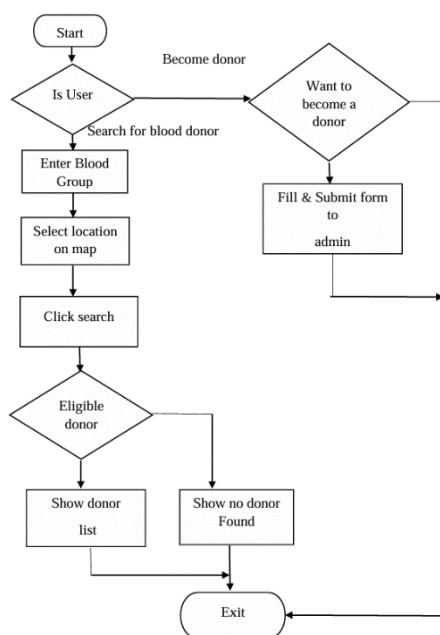 Start
Become donor
Is User
Want to
become a
donor
Search for blood donor
Enter Blood
Group
Fill & Submit form
to
admin
Select location
on map
Click search
Eligible
donor
Show donor
list
Show no donor
Found
Exit